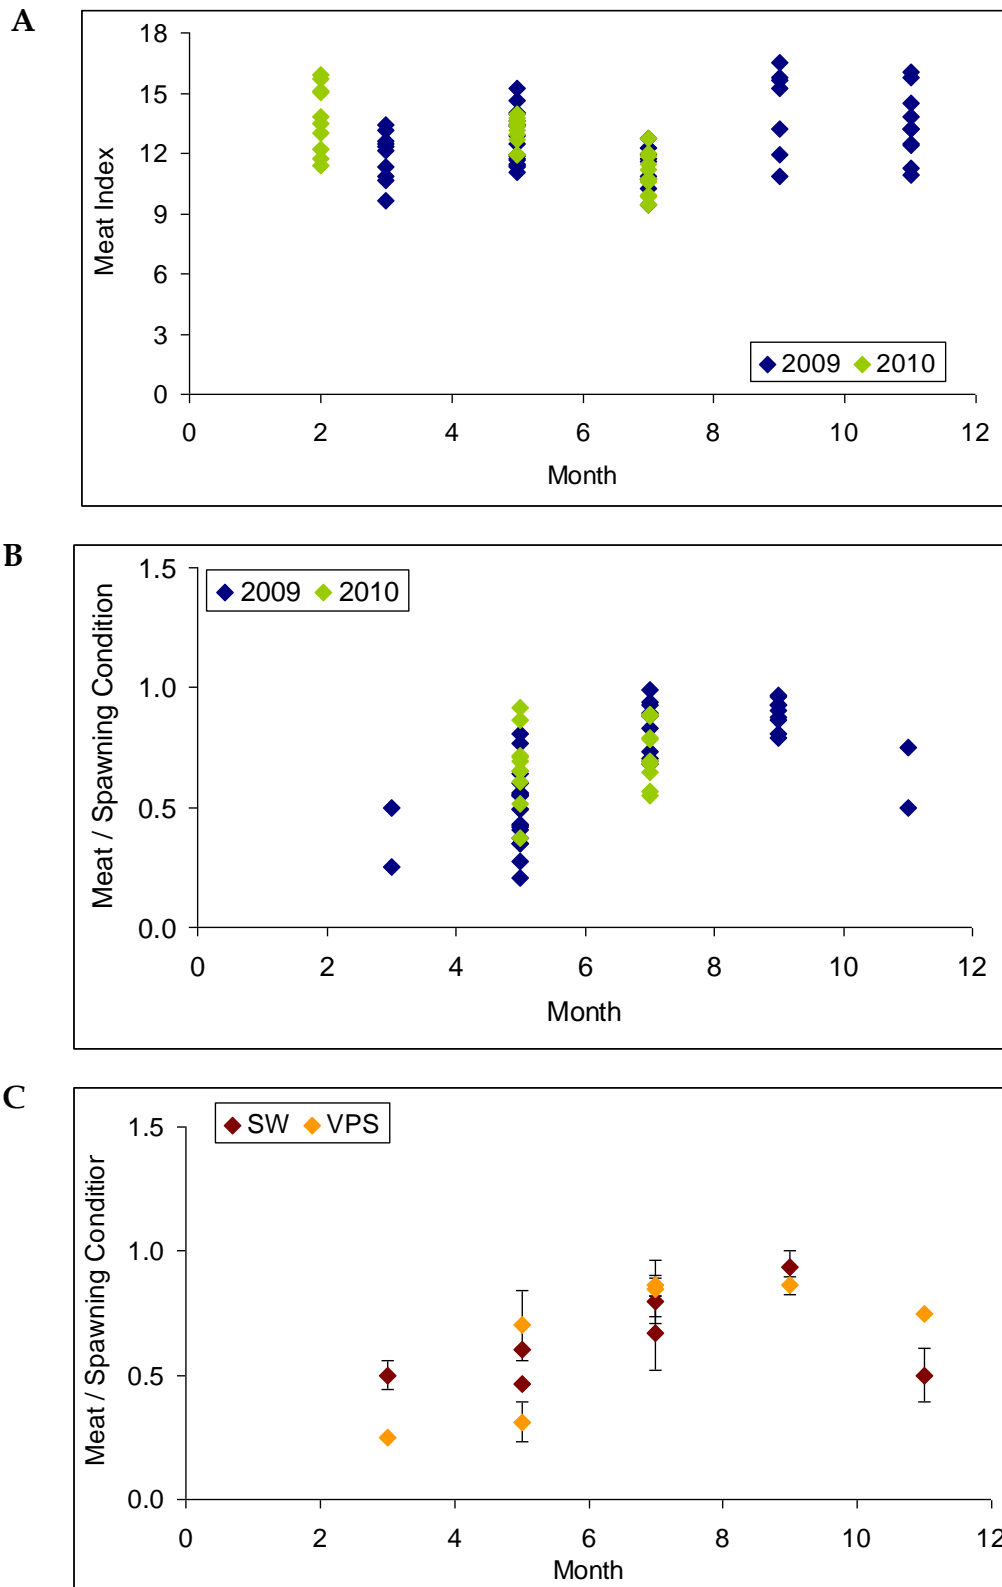 A
18
15
12
9
6
3
0
Meat Index
2009 2010
0 2 4 6 8 10 12
Month
B
1.5
1.0
0.5
0.0
Meat / Spawning Condition
2009 2010
0 2 4 6 8 10 12
Month
C
1.5
1.0
0.5
0.0
Meat / Spawning Conditior
SW VPS
0 2 4 6 8 10 12
Month